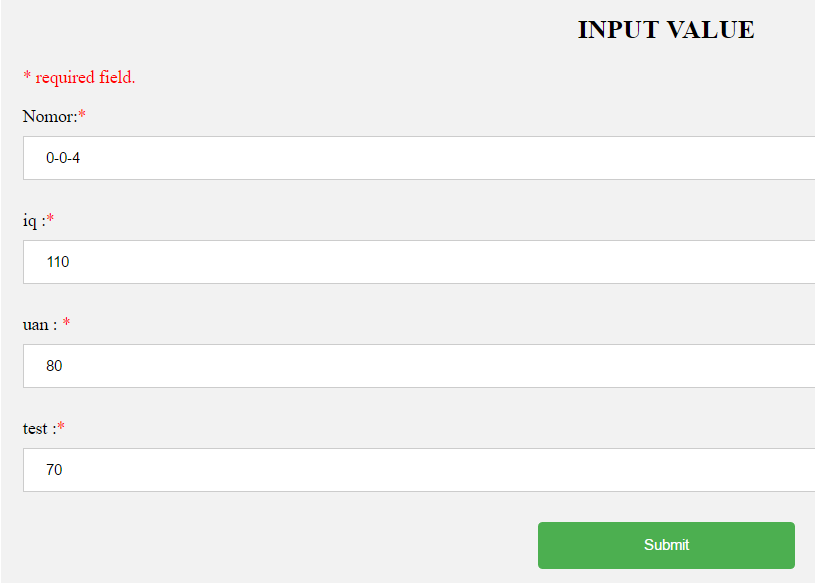 INPUT VALUE
* required field.
Nomor:*
0-0-4
iq :*
110
uan : *
80
test :*
70
Submit